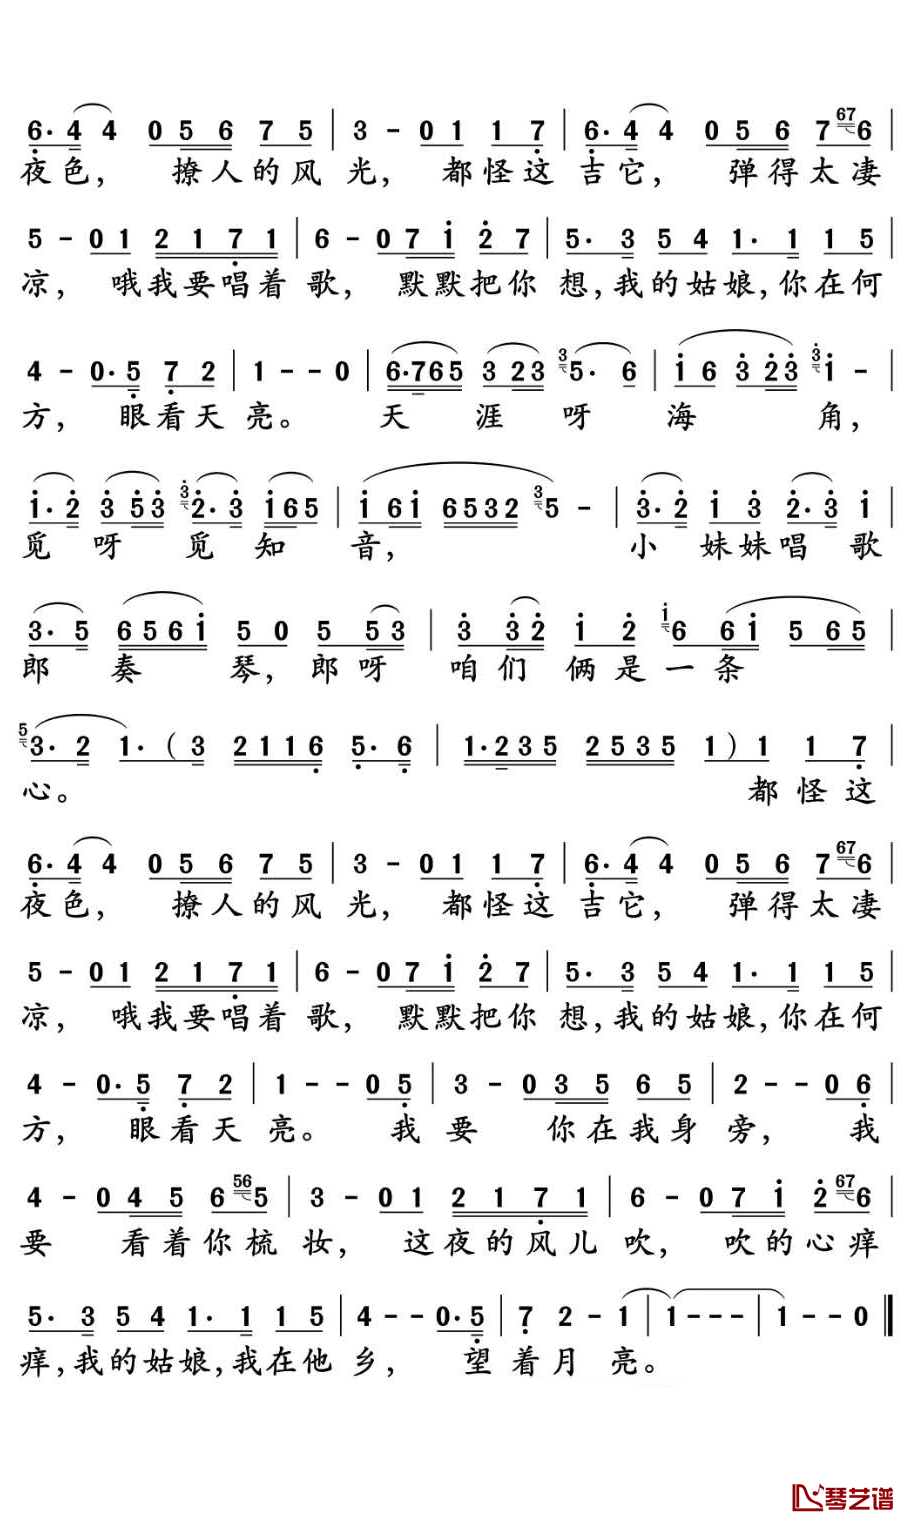 6· 4 4 0 5 6 7 5 | 3 - 0 1 1 7 | 6· 4 4 0 5 6 7 67 6 |
夜色， 撩人的风 光， 都怪这 吉它， 弹得太凄
5 - 0 1 2 1 7 1 | 6 - 0 7 i 2 7 | 5· 3 5 4 1· 1 1 5 |
凉， 哦我要唱着 歌， 默默把你 想，我的姑娘，你在何
4 - 0· 5 7 2 | 1 - - 0 | 6·765 3 23 3 5· 6 | i 6 3 23 3 i - |
方， 眼看天 亮。 天 涯 呀 海 角，
i· 2 3 53 3 2· 3 i65 | i 6i 6532 3 5 - | 3· 2 i 3 2· 3 i |
觅 呀 觅 知 音， 小 妹妹唱 歌
3· 5 656i 5 0 5 53 | 3 32 i 2 i 6 6i 5 65 |
郎 奏 琴，郎呀 咱们 俩是一条
5 3· 2 1· (3 2116 5· 6 | 1·235 2535 1) 1 1 7 |
心。 都怪这
6· 4 4 0 5 6 7 5 | 3 - 0 1 1 7 | 6· 4 4 0 5 6 7 67 6 |
夜色， 撩人的风 光， 都怪这 吉它， 弹得太凄
5 - 0 1 2 1 7 1 | 6 - 0 7 i 2 7 | 5· 3 5 4 1· 1 1 5 |
凉， 哦我要唱着 歌， 默默把你 想，我的姑娘，你在何
4 - 0· 5 7 2 | 1 - - 0 5 | 3 - 0 3 5 6 5 | 2 - - 0 6 |
方， 眼看天 亮。 我 要 你在我身 旁， 我
4 - 0 4 5 6 56 5 | 3 - 0 1 2 1 7 1 | 6 - 0 7 i 2 67 6 |
要 看着你梳 妆， 这夜的风儿 吹， 吹的心痒
5· 3 5 4 1· 1 1 5 | 4 - - 0· 5 | 7 2 - 1 | 1 - - - | 1 - - 0 ‖
痒，我的姑娘，我在他 乡， 望 着月 亮。
琴艺谱